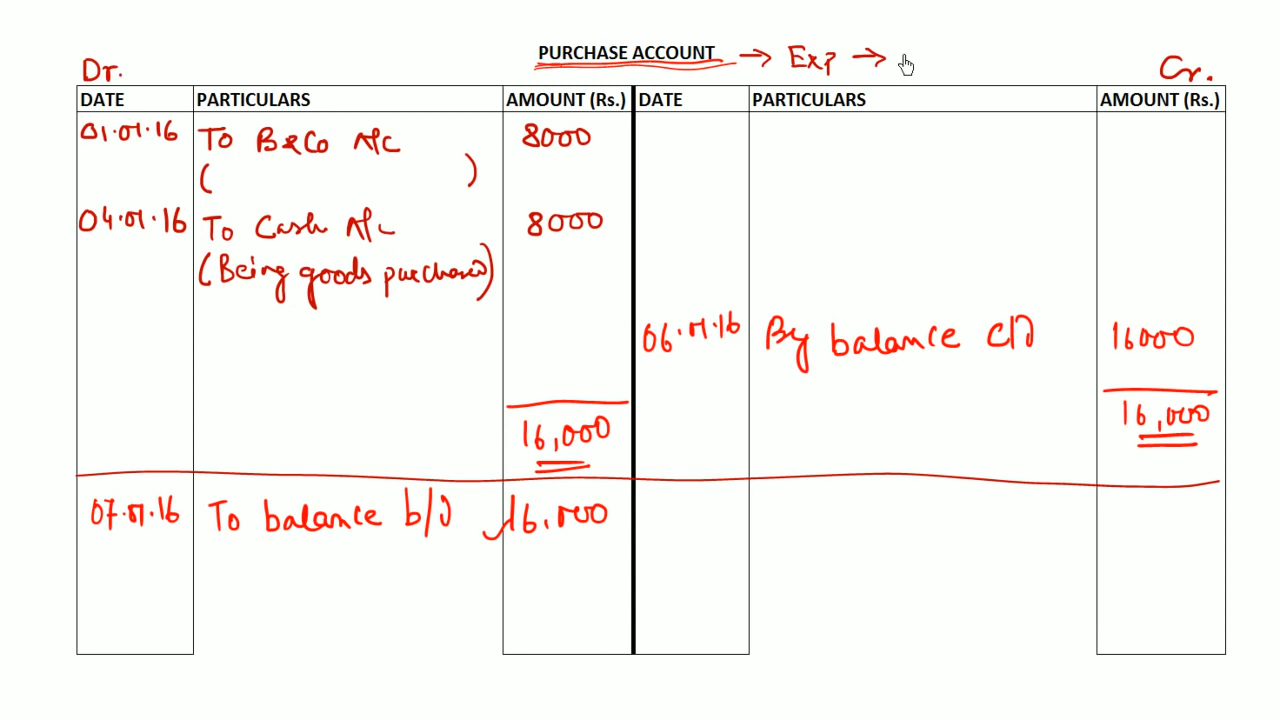 PURCHASE ACCOUNT → Exp →
Dr. Cr.
DATE PARTICULARS AMOUNT (Rs.) DATE PARTICULARS AMOUNT (Rs.)
01.01.16 To B&Co A/c 8000
( )
04.01.16 To Cash A/c 8000
(Being goods purchased)
06.01.16 By balance c/d 16000
16,000 16,000
07.01.16 To balance b/d 16,000